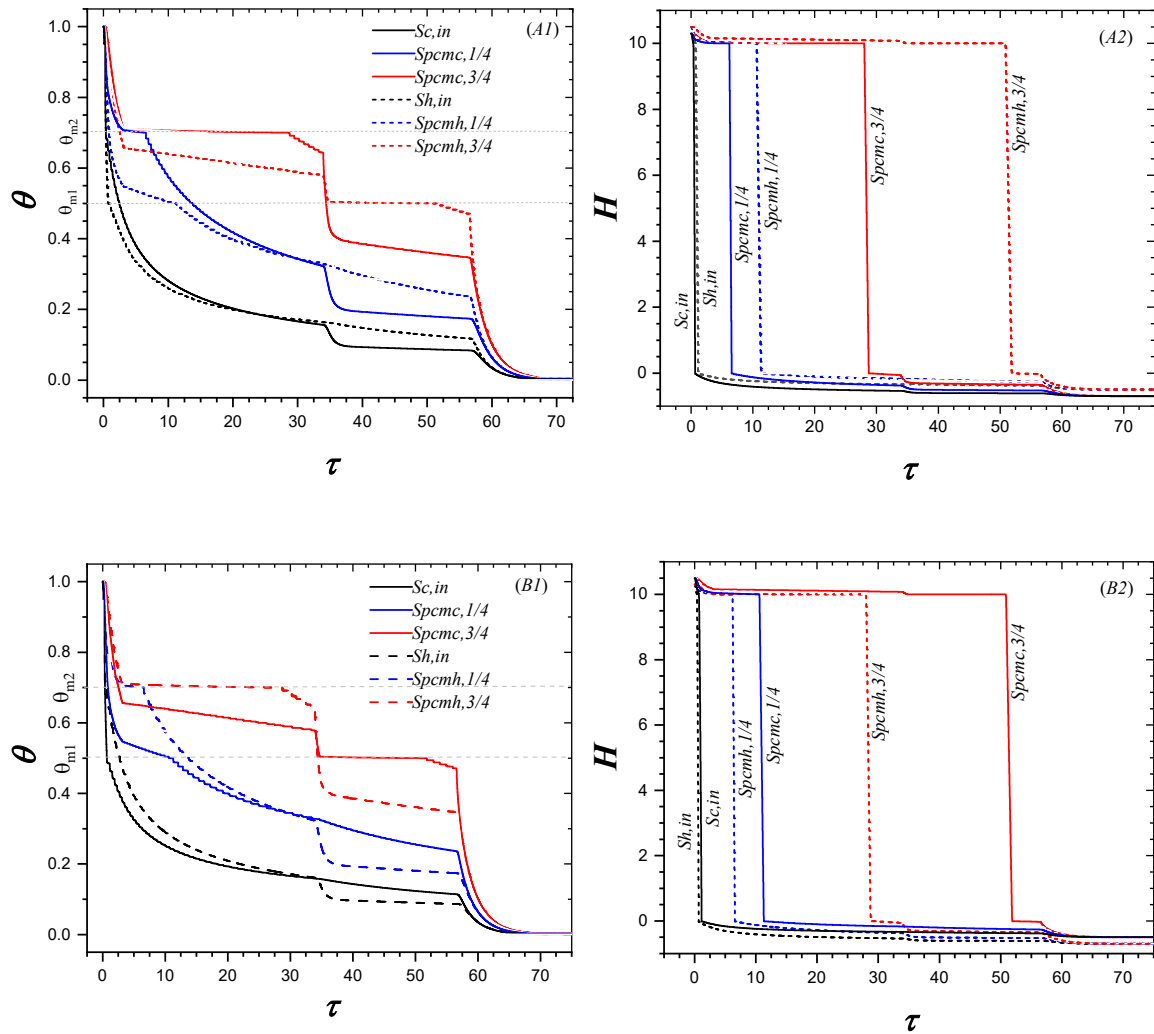 (A1)
1.0
0.8
0.6
0.4
0.2
0.0
θm2
θm1
θ
Sc,in
Spcmc,1/4
Spcmc,3/4
Sh,in
Spcmh,1/4
Spcmh,3/4
0 10 20 30 40 50 60 70
τ
(A2)
10
8
6
4
2
0
H
Sc,in
Sh,in
Spcmc,1/4
Spcmh,1/4
Spcmc,3/4
Spcmh,3/4
0 10 20 30 40 50 60 70
τ
(B1)
1.0
0.8
0.6
0.4
0.2
0.0
θm2
θm1
θ
Sc,in
Spcmc,1/4
Spcmc,3/4
Sh,in
Spcmh,1/4
Spcmh,3/4
0 10 20 30 40 50 60 70
τ
(B2)
10
8
6
4
2
0
H
Sh,in
Sc,in
Spcmh,1/4
Spcmc,1/4
Spcmh,3/4
Spcmc,3/4
0 10 20 30 40 50 60 70
τ